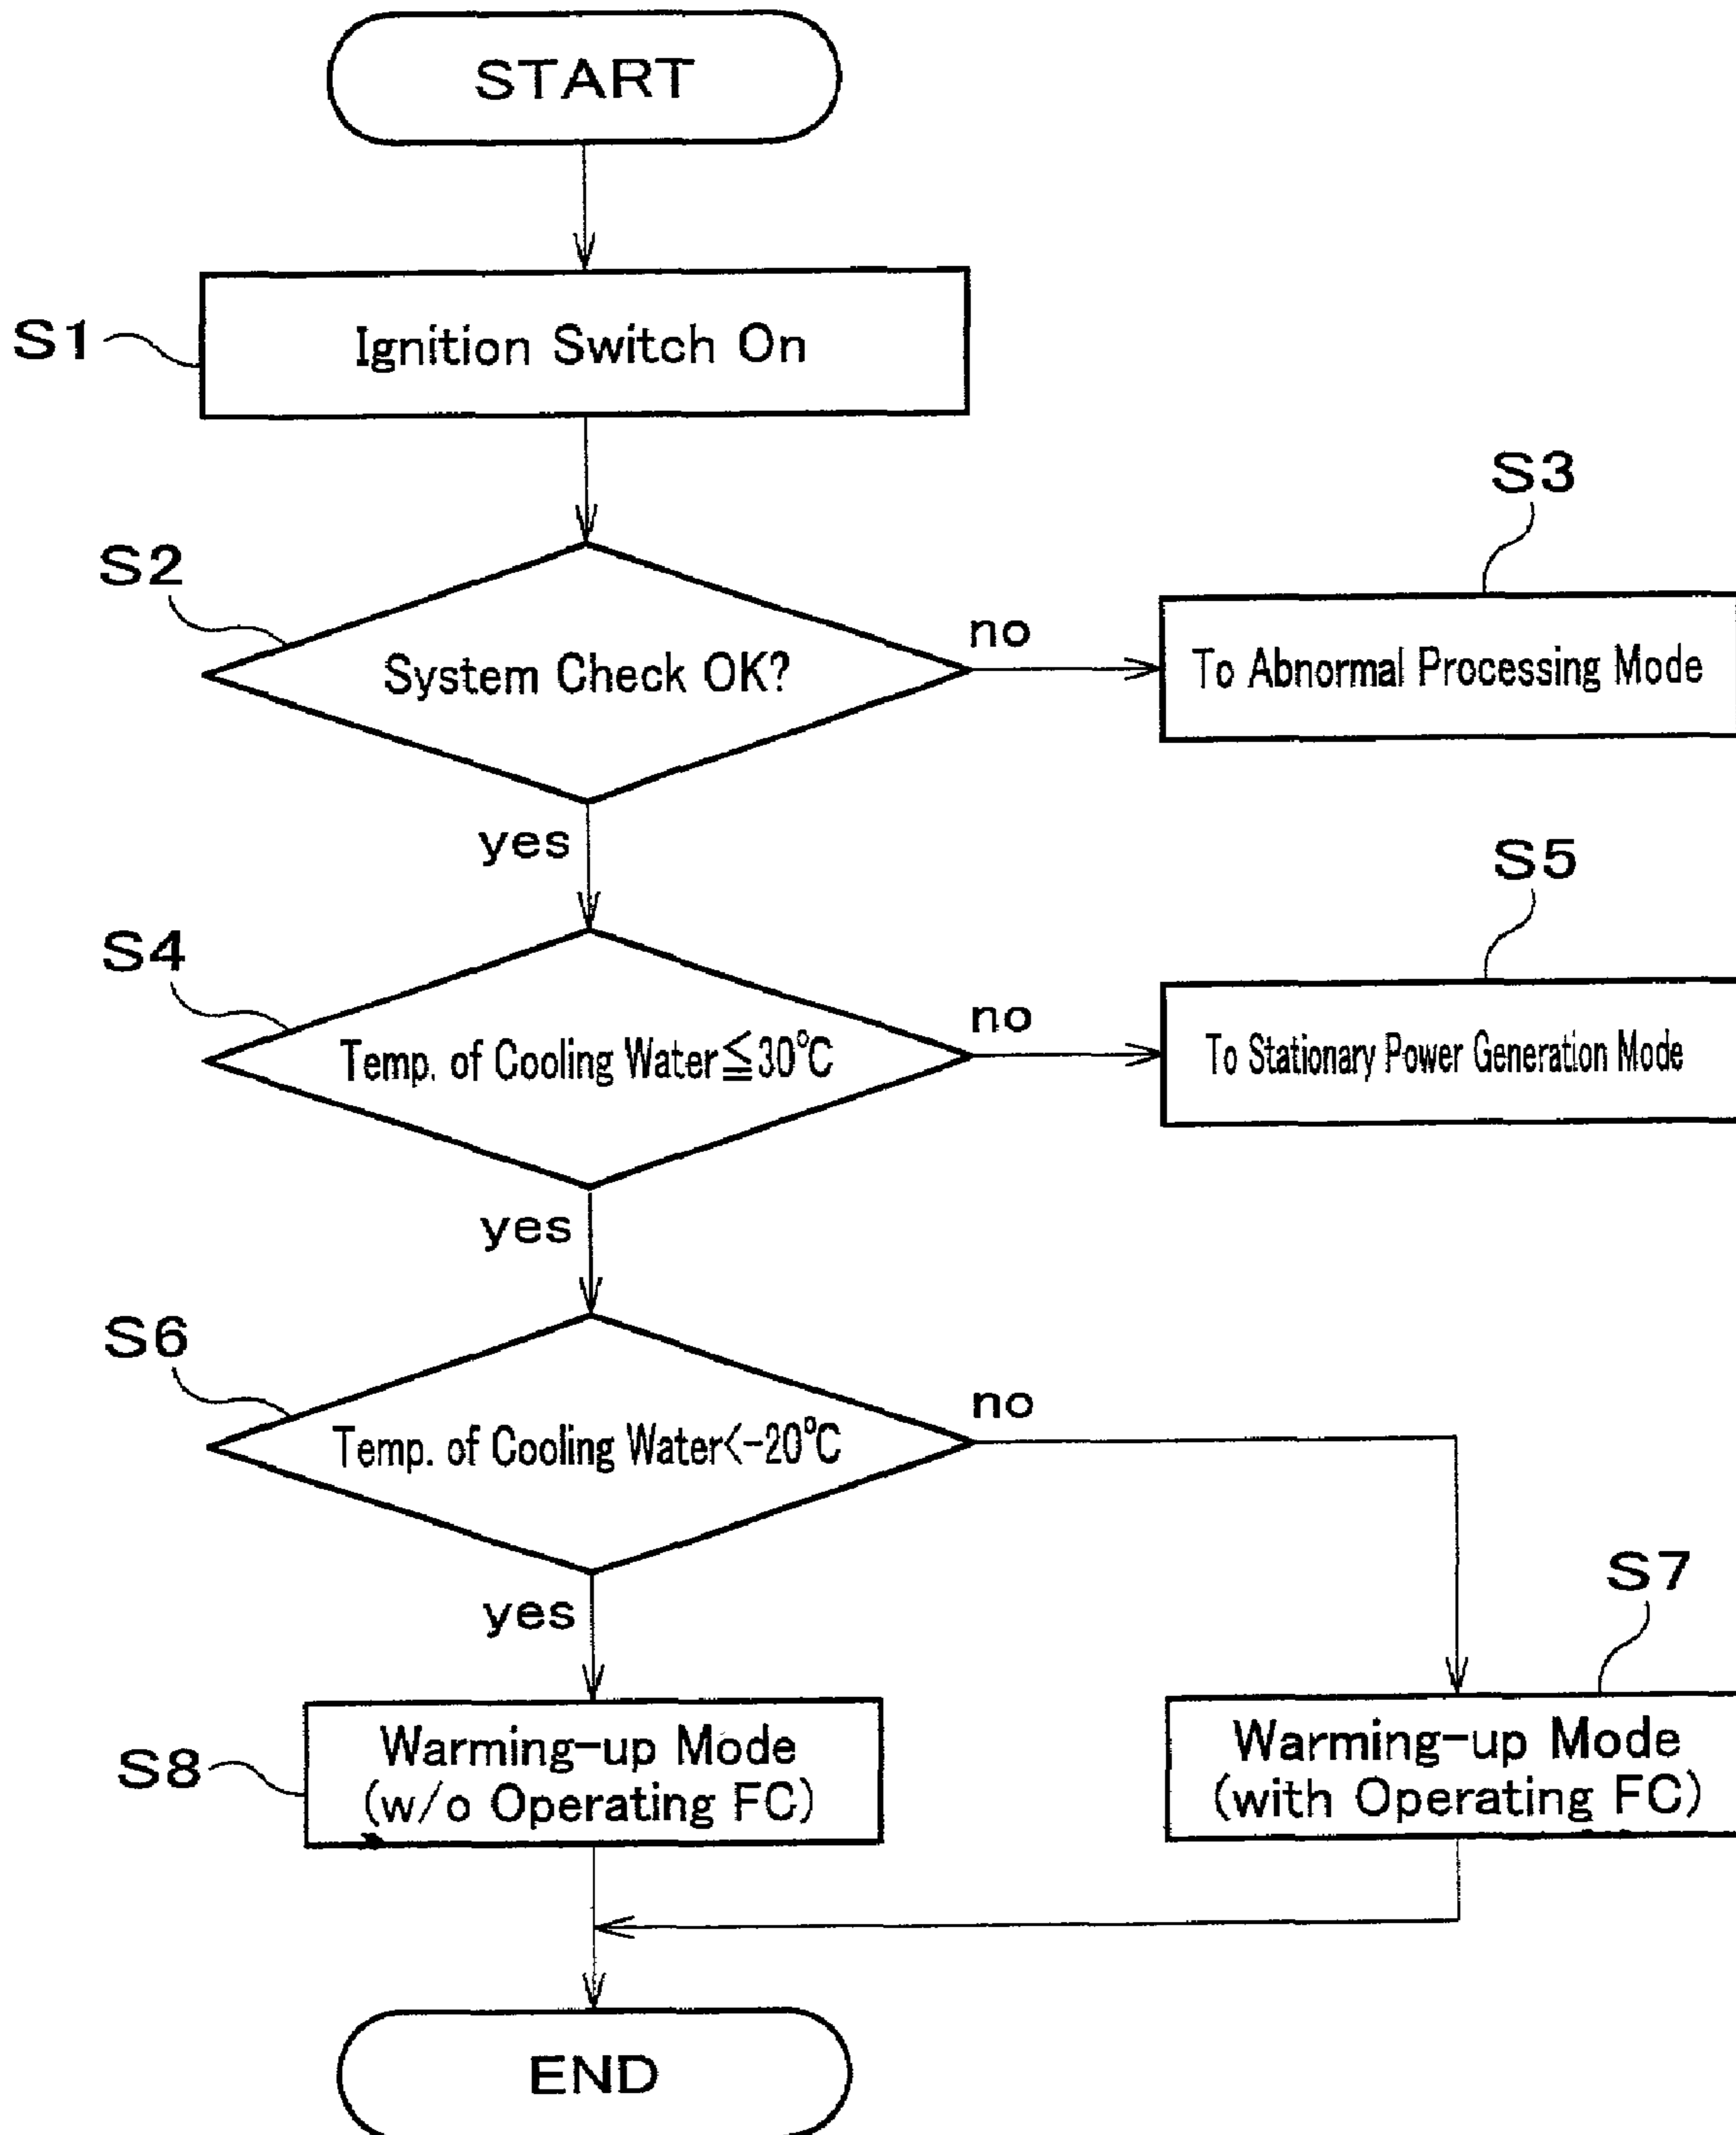 START
S1
Ignition Switch On
S3
S2
System Check OK?
no
To Abnormal Processing Mode
yes
S5
S4
Temp. of Cooling Water≦30°C
no
To Stationary Power Generation Mode
yes
S6
Temp. of Cooling Water<-20°C
no
S7
yes
S8
Warming-up Mode
(w/o Operating FC)
Warming-up Mode
(with Operating FC)
END